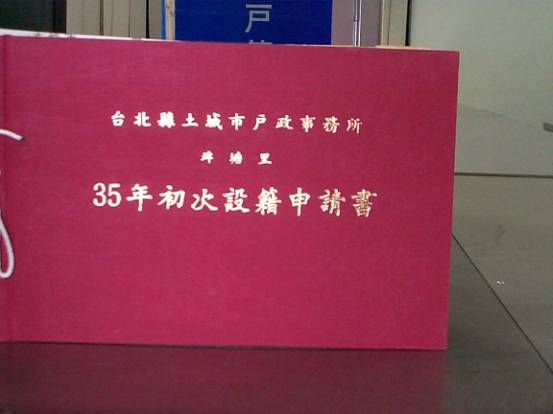 戶
台北縣土城市戶政事務所
埤塘里
35年初次設籍申請書